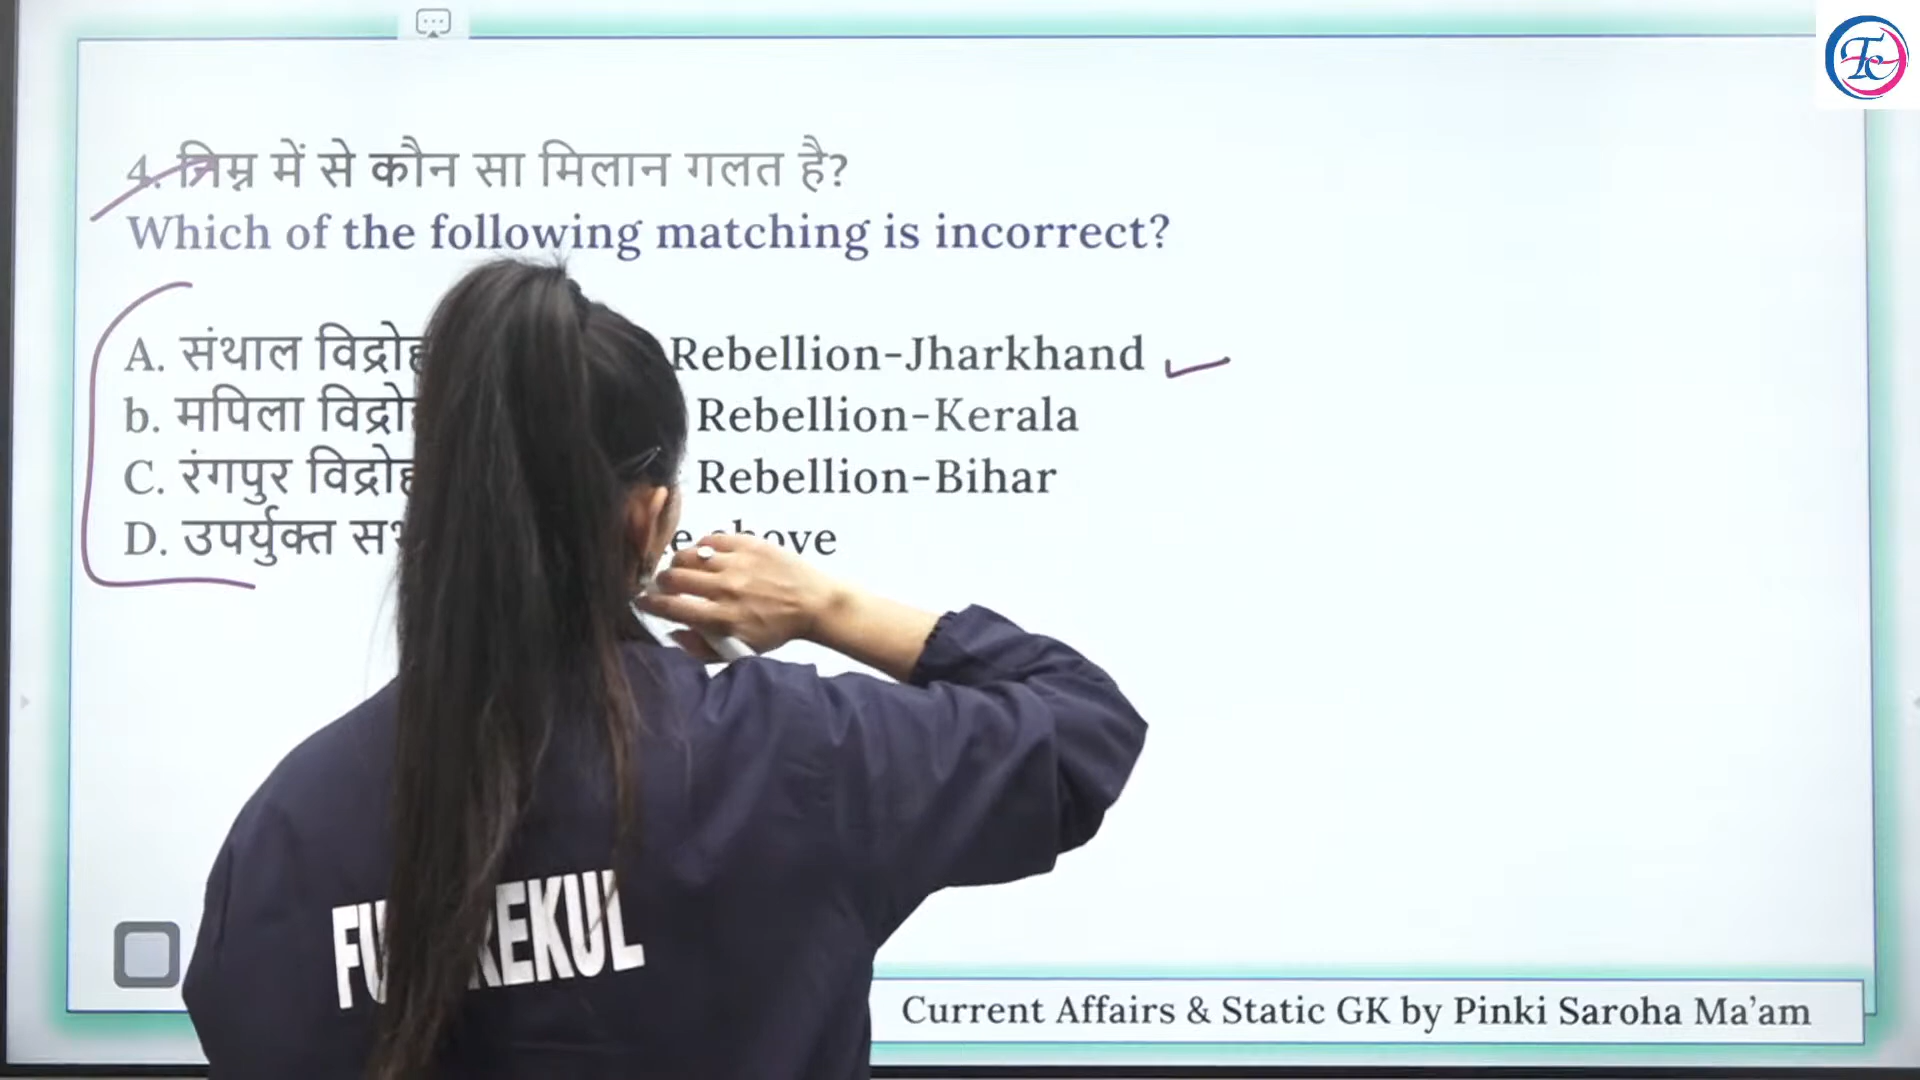 4. निम्न में से कौन सा मिलान गलत है?
Which of the following matching is incorrect?
A. संथाल विद्रोह Rebellion-Jharkhand
b. मपिला विद्रोह Rebellion-Kerala
C. रंगपुर विद्रोह Rebellion-Bihar
D. उपर्युक्त above
REKUL
Current Affairs & Static GK by Pinki Saroha Ma'am